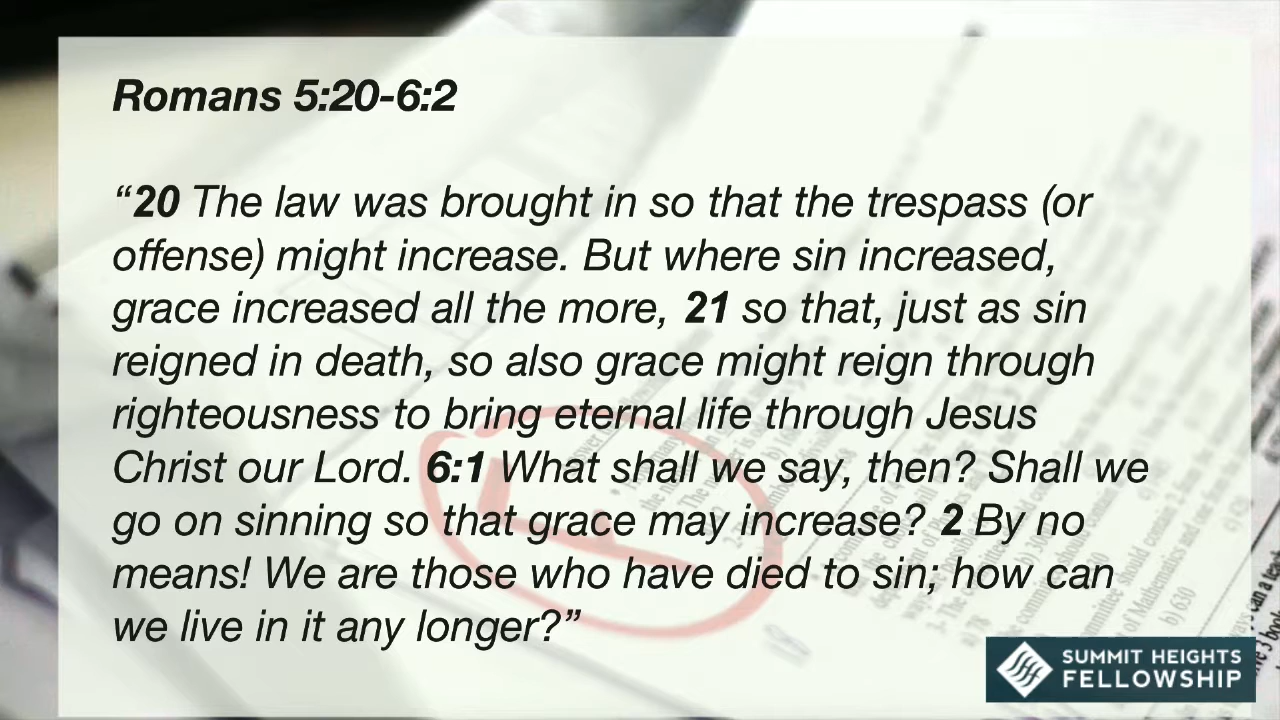 Romans 5:20-6:2
“20 The law was brought in so that the trespass (or
offense) might increase. But where sin increased,
grace increased all the more, 21 so that, just as sin
reigned in death, so also grace might reign through
righteousness to bring eternal life through Jesus
Christ our Lord. 6:1 What shall we say, then? Shall we
go on sinning so that grace may increase? 2 By no
means! We are those who have died to sin; how can
we live in it any longer?”
SUMMIT HEIGHTS
FELLOWSHIP